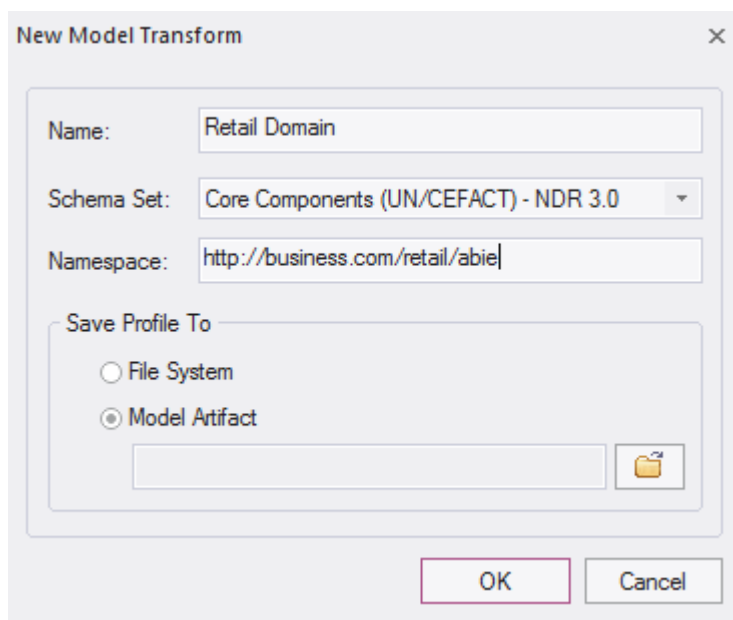 New Model Transform
Name: Retail Domain
Schema Set: Core Components (UN/CEFACT) - NDR 3.0
Namespace: http://business.com/retail/abie
Save Profile To
File System
Model Artifact
OK Cancel